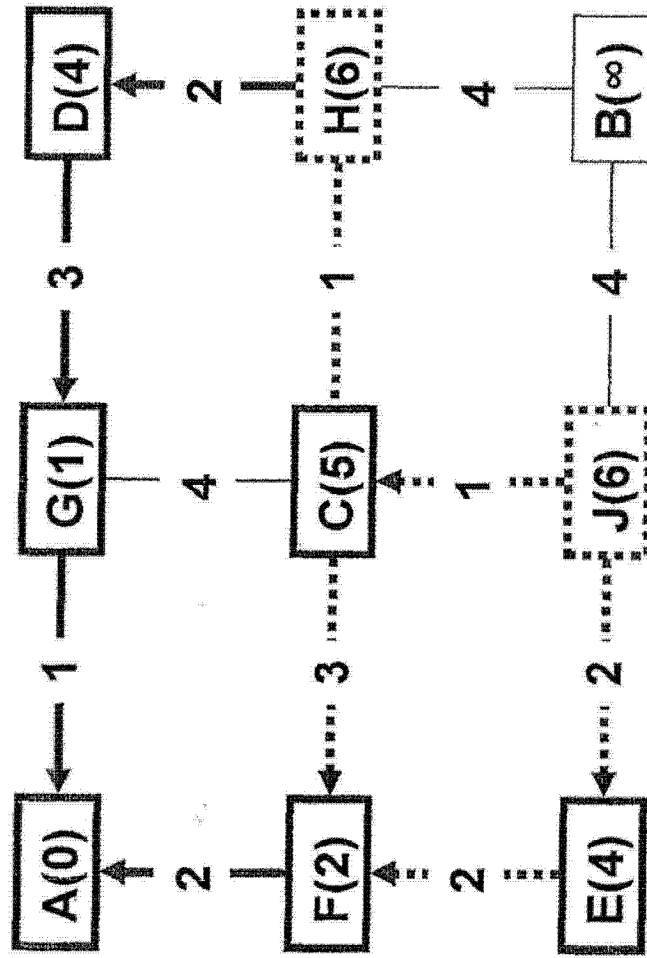 A(0) 1 G(1) 3 D(4)
2 4 2
F(2) 3 C(5) 1 H(6)
2 1 4
E(4) 2 J(6) 4 B(∞)